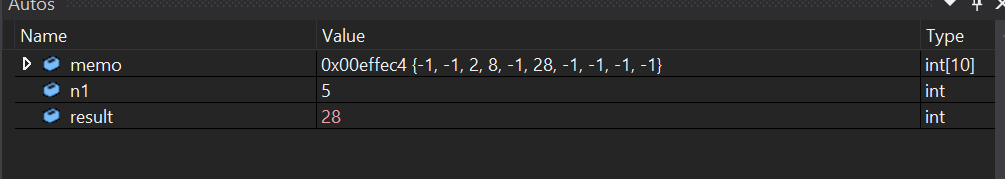 Autos
Name Value Type
memo 0x00effec4 {-1, -1, 2, 8, -1, 28, -1, -1, -1, -1} int[10]
n1 5 int
result 28 int